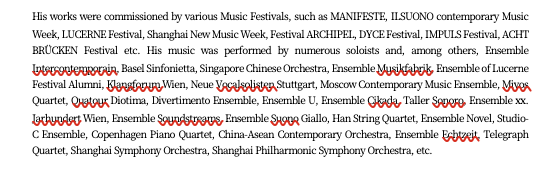 His works were commissioned by various Music Festivals, such as MANIFESTE, ILSUONO contemporary Music
Week, LUCERNE Festival, Shanghai New Music Week, Festival ARCHIPEL, DYCE Festival, IMPULS Festival, ACHT
BRÜCKEN Festival etc. His music was performed by numerous soloists and, among others, Ensemble
Intercontemporain, Basel Sinfonietta, Singapore Chinese Orchestra, Ensemble Musikfabrik, Ensemble of Lucerne
Festival Alumni, Klangforum Wien, Neue Vocalsolisten Stuttgart, Moscow Contemporary Music Ensemble, Mivos
Quartet, Quatour Diotima, Divertimento Ensemble, Ensemble U, Ensemble Cikada, Taller Sonoro, Ensemble xx.
Jarhundert Wien, Ensemble Soundstreams, Ensemble Suono Giallo, Han String Quartet, Ensemble Novel, Studio-
C Ensemble, Copenhagen Piano Quartet, China-Asean Contemporary Orchestra, Ensemble Echtzeit, Telegraph
Quartet, Shanghai Symphony Orchestra, Shanghai Philharmonic Symphony Orchestra, etc.